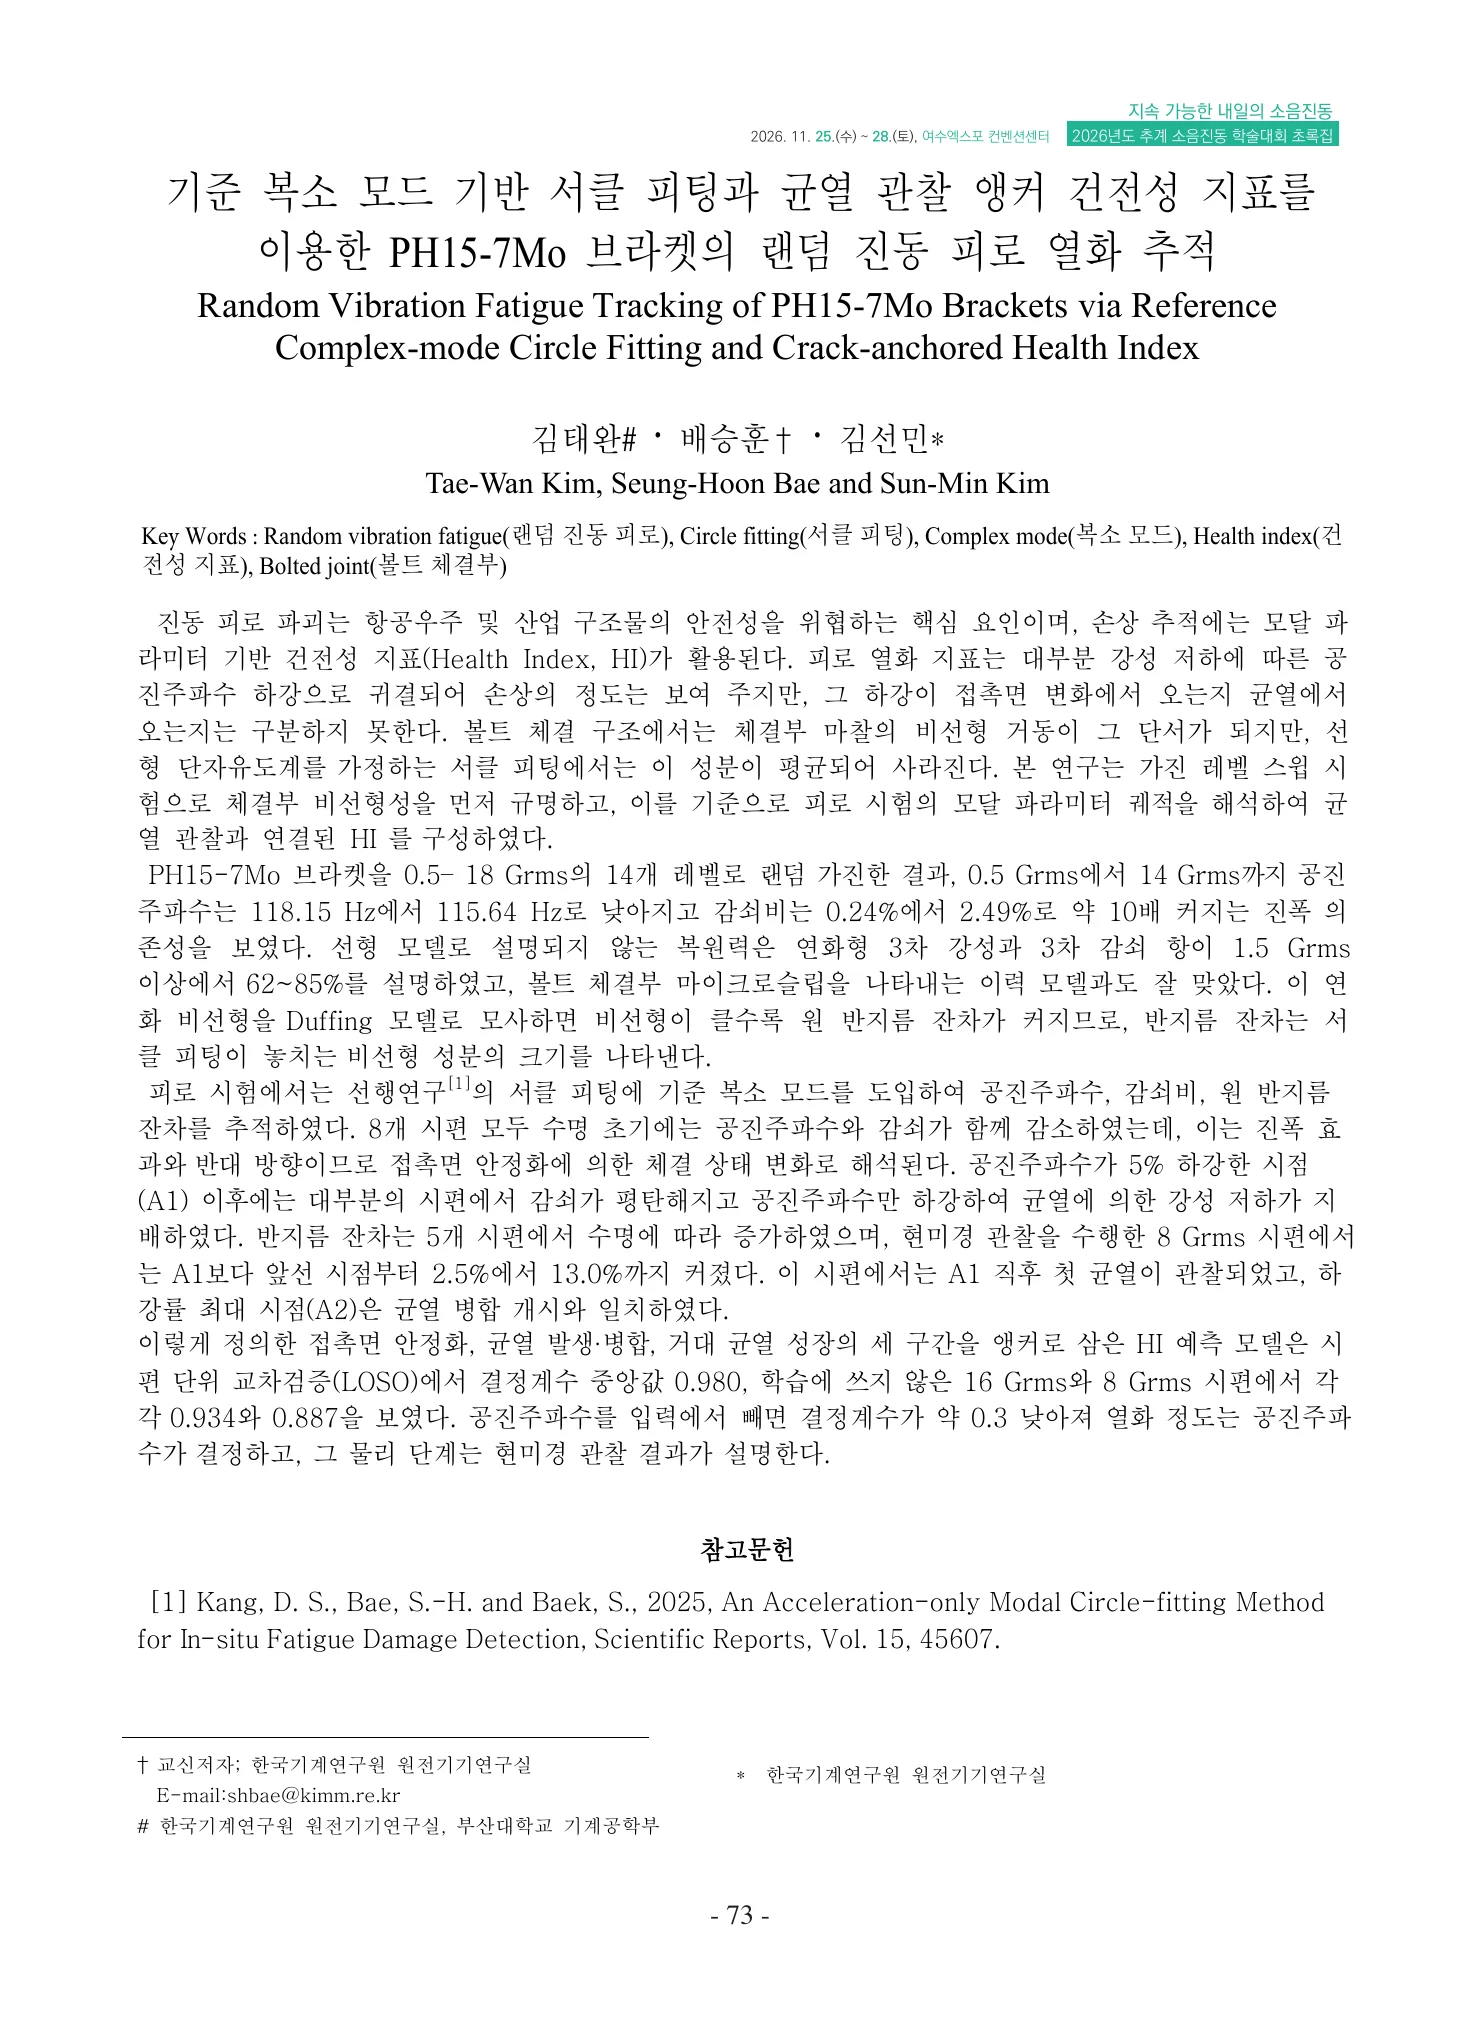 지속 가능한 내일의 소음진동
2026. 11. 25.(수) ~ 28.(토), 여수엑스포 컨벤션센터 2026년도 추계 소음진동 학술대회 초록집
기준 복소 모드 기반 서클 피팅과 균열 관찰 앵커 건전성 지표를
이용한 PH15-7Mo 브라켓의 랜덤 진동 피로 열화 추적
Random Vibration Fatigue Tracking of PH15-7Mo Brackets via Reference
Complex-mode Circle Fitting and Crack-anchored Health Index
김태완# · 배승훈† · 김선민*
Tae-Wan Kim, Seung-Hoon Bae and Sun-Min Kim
Key Words : Random vibration fatigue(랜덤 진동 피로), Circle fitting(서클 피팅), Complex mode(복소 모드), Health index(건
전성 지표), Bolted joint(볼트 체결부)
진동 피로 파괴는 항공우주 및 산업 구조물의 안전성을 위협하는 핵심 요인이며, 손상 추적에는 모달 파
라미터 기반 건전성 지표(Health Index, HI)가 활용된다. 피로 열화 지표는 대부분 강성 저하에 따른 공
진주파수 하강으로 귀결되어 손상의 정도는 보여 주지만, 그 하강이 접촉면 변화에서 오는지 균열에서
오는지는 구분하지 못한다. 볼트 체결 구조에서는 체결부 마찰의 비선형 거동이 그 단서가 되지만, 선
형 단자유도계를 가정하는 서클 피팅에서는 이 성분이 평균되어 사라진다. 본 연구는 가진 레벨 스윕 시
험으로 체결부 비선형성을 먼저 규명하고, 이를 기준으로 피로 시험의 모달 파라미터 궤적을 해석하여 균
열 관찰과 연결된 HI 를 구성하였다.
PH15-7Mo 브라켓을 0.5– 18 Grms의 14개 레벨로 랜덤 가진한 결과, 0.5 Grms에서 14 Grms까지 공진
주파수는 118.15 Hz에서 115.64 Hz로 낮아지고 감쇠비는 0.24%에서 2.49%로 약 10배 커지는 진폭 의
존성을 보였다. 선형 모델로 설명되지 않는 복원력은 연화형 3차 강성과 3차 감쇠 항이 1.5 Grms
이상에서 62~85%를 설명하였고, 볼트 체결부 마이크로슬립을 나타내는 이력 모델과도 잘 맞았다. 이 연
화 비선형을 Duffing 모델로 모사하면 비선형이 클수록 원 반지름 잔차가 커지므로, 반지름 잔차는 서
클 피팅이 놓치는 비선형 성분의 크기를 나타낸다.
피로 시험에서는 선행연구[1]의 서클 피팅에 기준 복소 모드를 도입하여 공진주파수, 감쇠비, 원 반지름
잔차를 추적하였다. 8개 시편 모두 수명 초기에는 공진주파수와 감쇠가 함께 감소하였는데, 이는 진폭 효
과와 반대 방향이므로 접촉면 안정화에 의한 체결 상태 변화로 해석된다. 공진주파수가 5% 하강한 시점
(A1) 이후에는 대부분의 시편에서 감쇠가 평탄해지고 공진주파수만 하강하여 균열에 의한 강성 저하가 지
배하였다. 반지름 잔차는 5개 시편에서 수명에 따라 증가하였으며, 현미경 관찰을 수행한 8 Grms 시편에서
는 A1보다 앞선 시점부터 2.5%에서 13.0%까지 커졌다. 이 시편에서는 A1 직후 첫 균열이 관찰되었고, 하
강률 최대 시점(A2)은 균열 병합 개시와 일치하였다.
이렇게 정의한 접촉면 안정화, 균열 발생·병합, 거대 균열 성장의 세 구간을 앵커로 삼은 HI 예측 모델은 시
편 단위 교차검증(LOSO)에서 결정계수 중앙값 0.980, 학습에 쓰지 않은 16 Grms와 8 Grms 시편에서 각
각 0.934와 0.887을 보였다. 공진주파수를 입력에서 빼면 결정계수가 약 0.3 낮아져 열화 정도는 공진주파
수가 결정하고, 그 물리 단계는 현미경 관찰 결과가 설명한다.
참고문헌
[1] Kang, D. S., Bae, S.-H. and Baek, S., 2025, An Acceleration-only Modal Circle-fitting Method
for In-situ Fatigue Damage Detection, Scientific Reports, Vol. 15, 45607.
† 교신저자; 한국기계연구원 원전기기연구실
E-mail:shbae@kimm.re.kr
# 한국기계연구원 원전기기연구실, 부산대학교 기계공학부
* 한국기계연구원 원전기기연구실
- 73 -